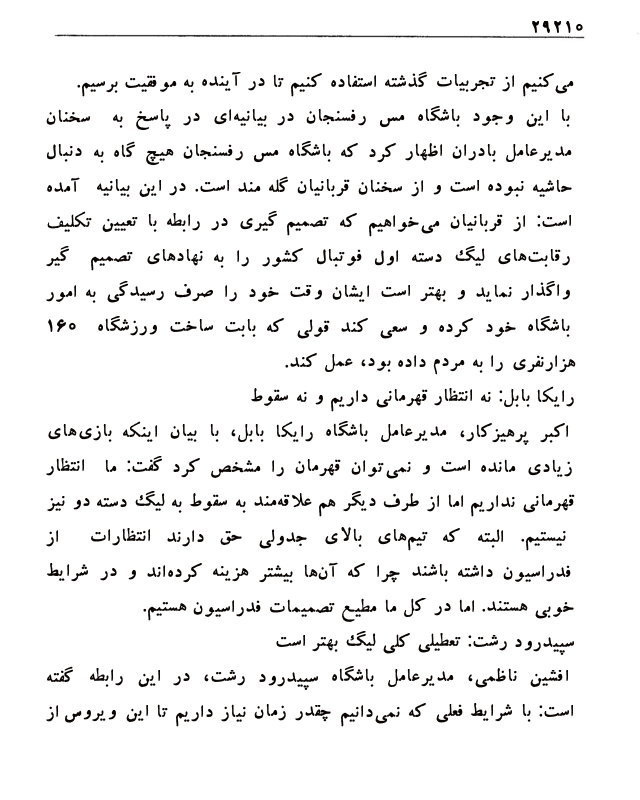 ۲۹۲۱۰
می‌کنیم از تجربیات گذشته استفاده کنیم تا در آینده به موفقیت برسیم.
با این وجود باشگاه مس رفسنجان در بیانیه‌ای در پاسخ به سخنان
مدیرعامل بادران اظهار کرد که باشگاه مس رفسنجان هیچ گاه به دنبال
حاشیه نبوده است و از سخنان قربانیان گله مند است. در این بیانیه آمده
است: از قربانیان می‌خواهیم که تصمیم گیری در رابطه با تعیین تکلیف
رقابت‌های لیگ دسته اول فوتبال کشور را به نهادهای تصمیم گیر
واگذار نماید و بهتر است ایشان وقت خود را صرف رسیدگی به امور
باشگاه خود کرده و سعی کند قولی که بابت ساخت ورزشگاه ۱۶۰
هزارنفری را به مردم داده بود، عمل کند.
رایکا بابل: نه انتظار قهرمانی داریم و نه سقوط
اکبر پرهیزکار، مدیرعامل باشگاه رایکا بابل، با بیان اینکه بازی‌های
زیادی مانده است و نمی‌توان قهرمان را مشخص کرد گفت: ما انتظار
قهرمانی نداریم اما از طرف دیگر هم علاقه‌مند به سقوط به لیگ دسته دو نیز
نیستیم. البته که تیم‌های بالای جدولی حق دارند انتظارات از
فدراسیون داشته باشند چرا که آن‌ها بیشتر هزینه کرده‌اند و در شرایط
خوبی هستند. اما در کل ما مطیع تصمیمات فدراسیون هستیم.
سپیدرود رشت: تعطیلی کلی لیگ بهتر است
افشین ناظمی، مدیرعامل باشگاه سپیدرود رشت، در این رابطه گفته
است: با شرایط فعلی که نمی‌دانیم چقدر زمان نیاز داریم تا این ویروس از